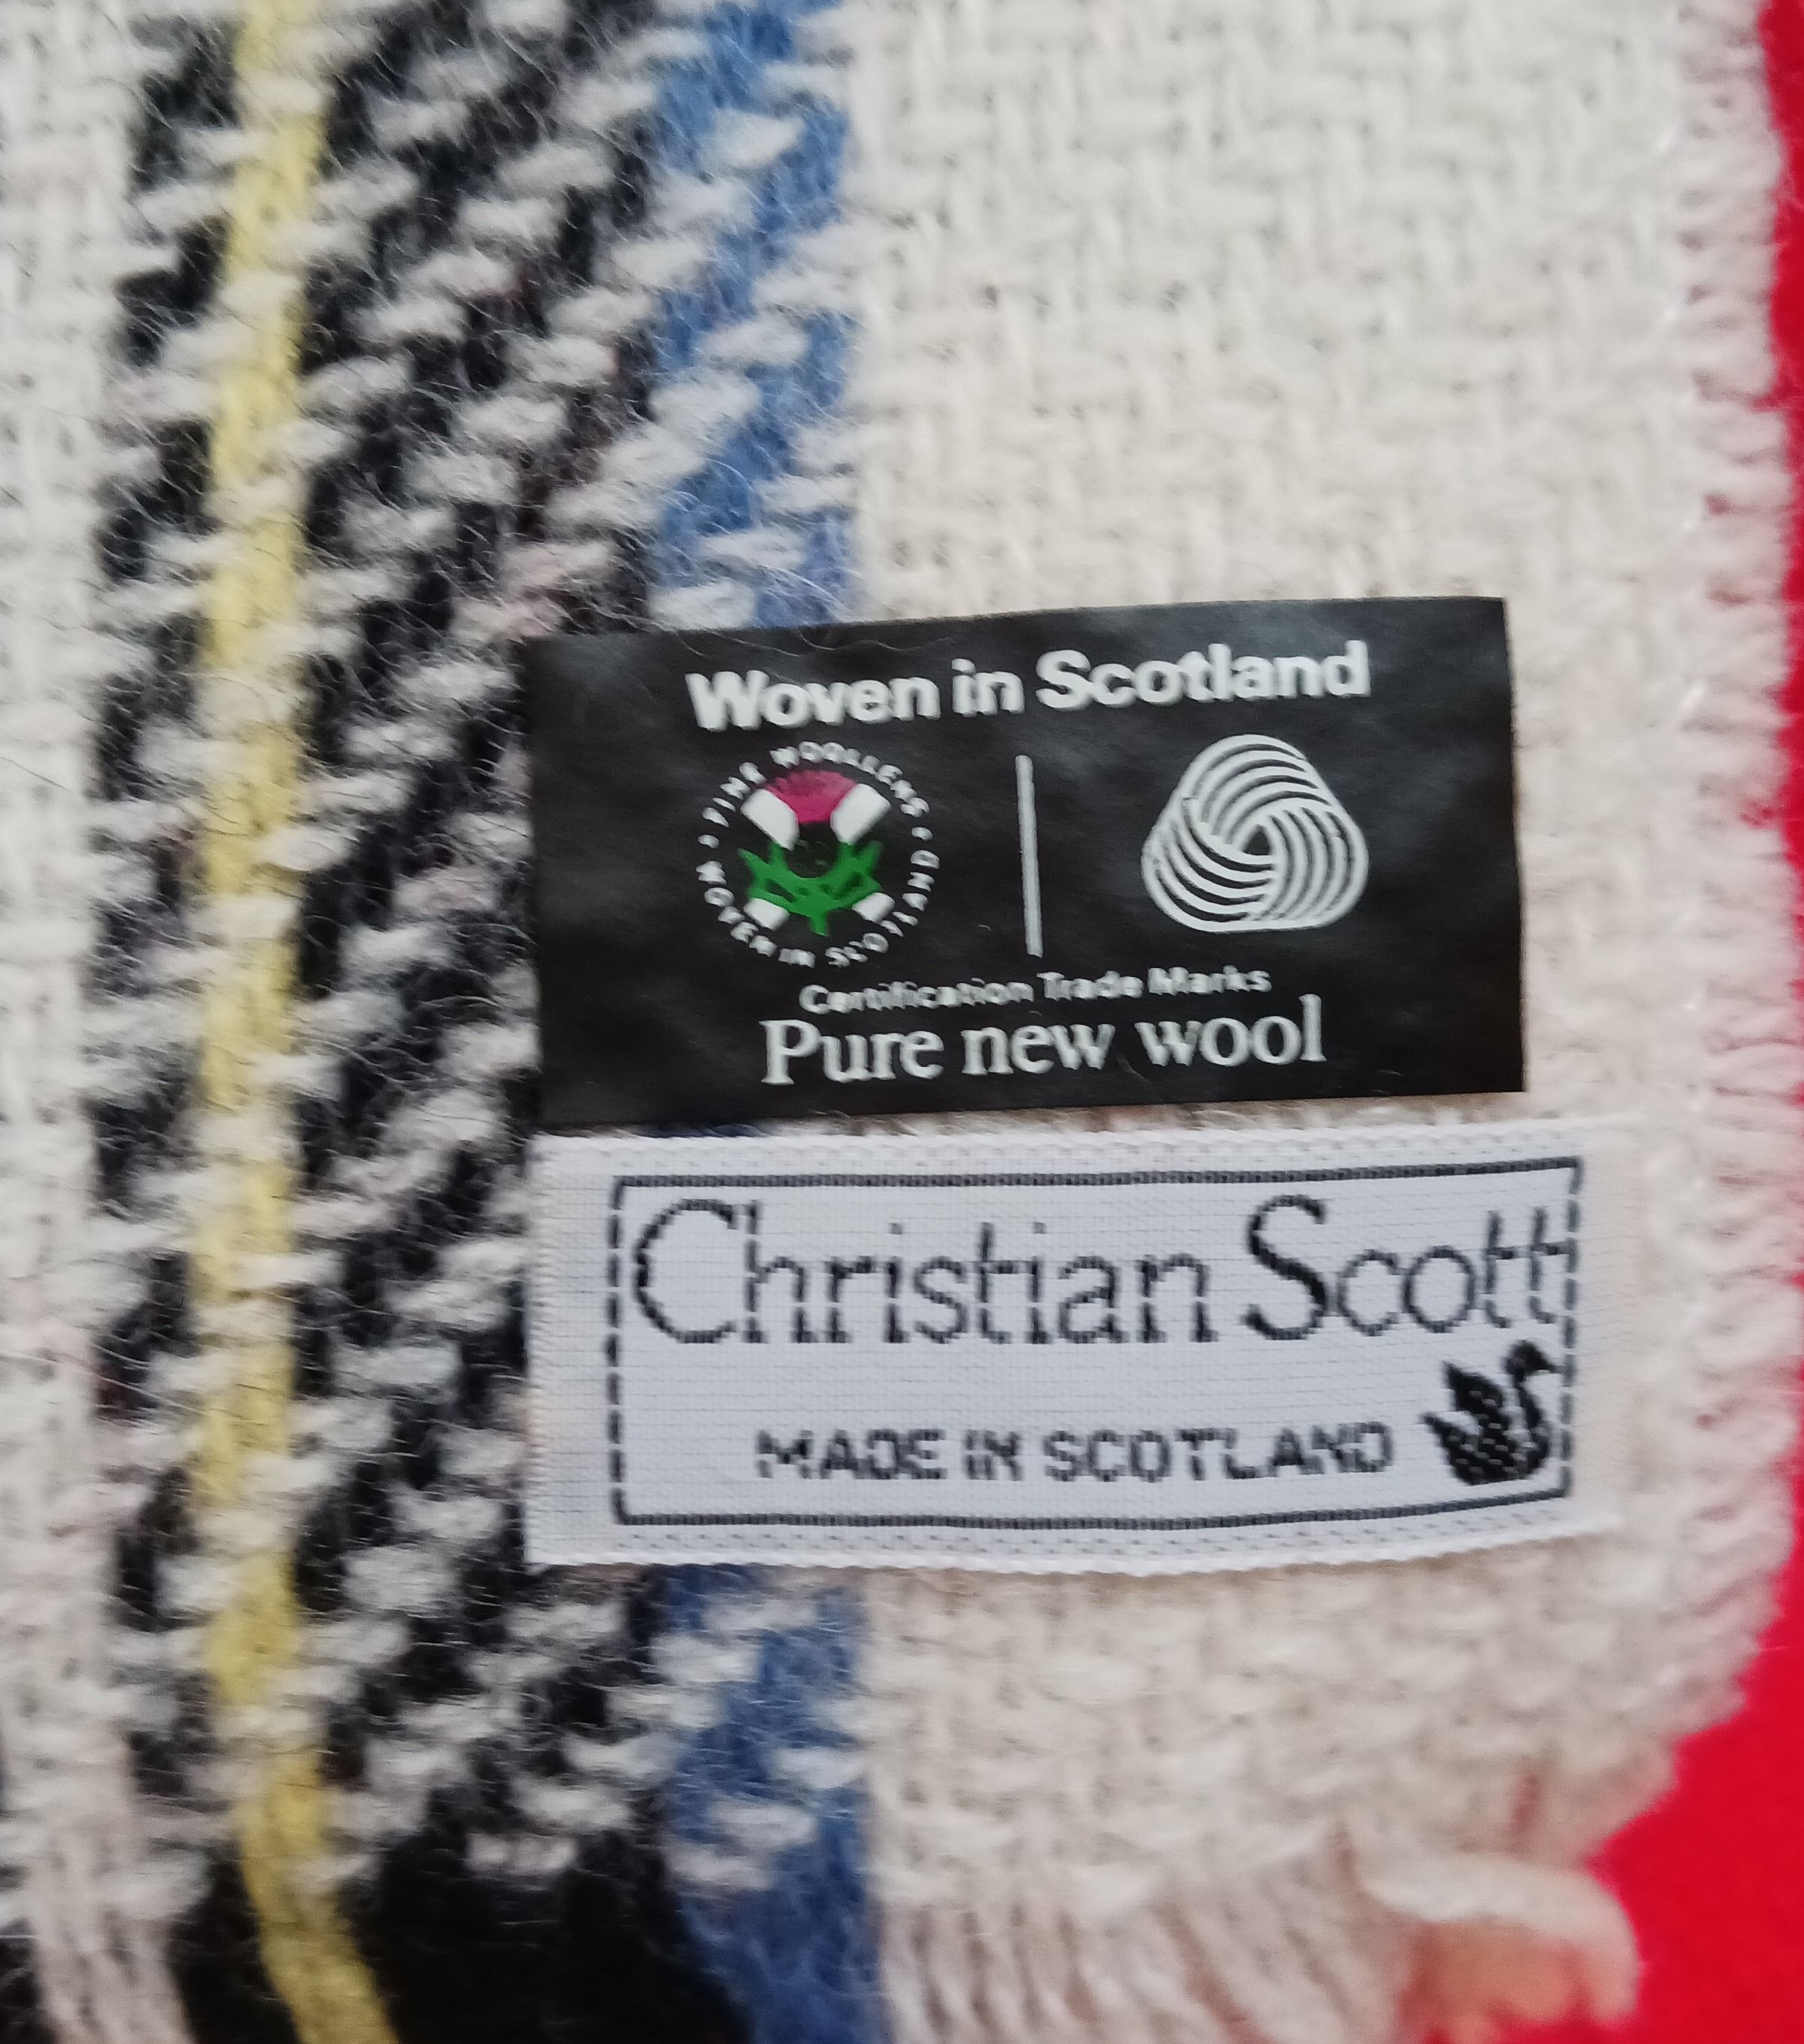 Woven in Scotland
• FINE WOOLLENS •
WOVEN IN SCOTLAND
Certification Trade Marks
Pure new wool
Christian Scott
MADE IN SCOTLAND